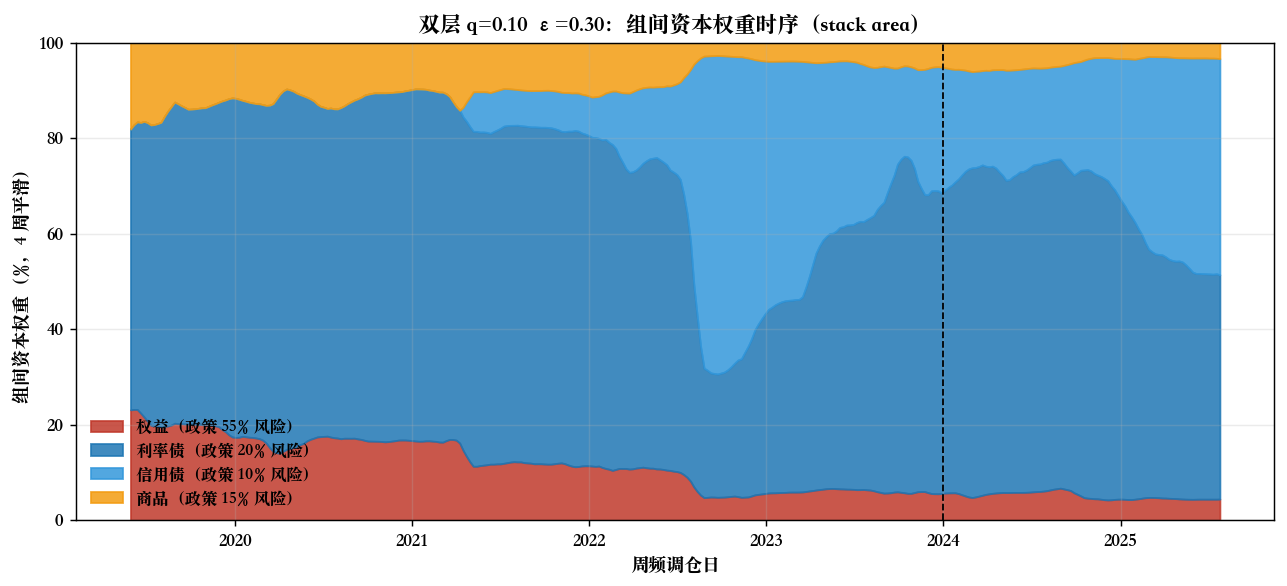 双层 q=0.10 ε=0.30：组间资本权重时序（stack area）
组间资本权重（%，4 周平滑）
100
80
60
40
20
0
权益（政策 55% 风险）
利率债（政策 20% 风险）
信用债（政策 10% 风险）
商品（政策 15% 风险）
2020
2021
2022
2023
2024
2025
周频调仓日